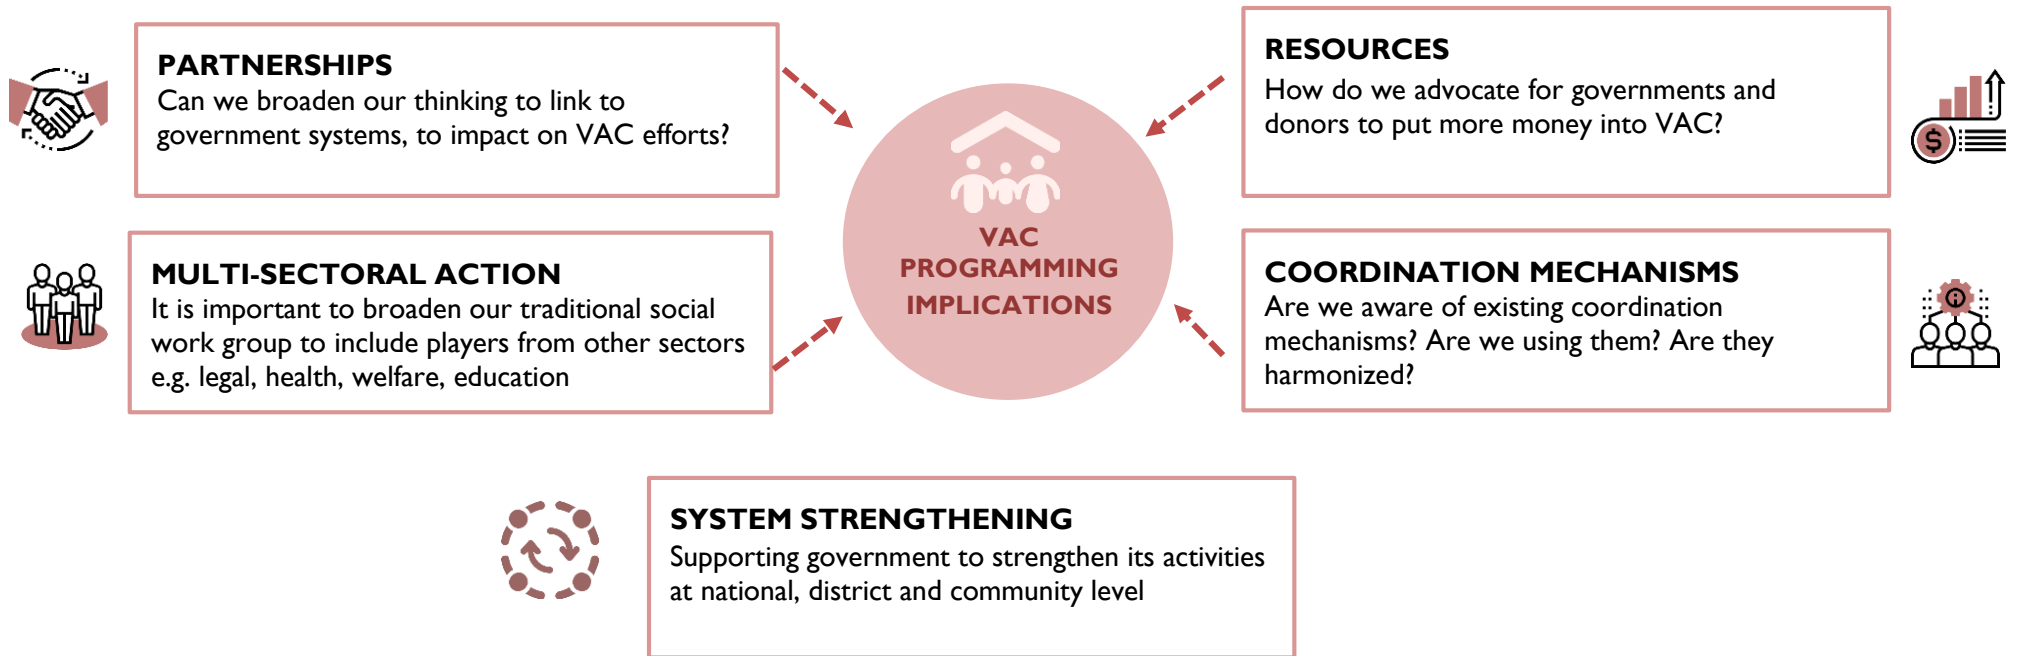 PARTNERSHIPS
Can we broaden our thinking to link to
government systems, to impact on VAC efforts?
MULTI-SECTORAL ACTION
It is important to broaden our traditional social
work group to include players from other sectors
e.g. legal, health, welfare, education
VAC
PROGRAMMING
IMPLICATIONS
RESOURCES
How do we advocate for governments and
donors to put more money into VAC?
$
COORDINATION MECHANISMS
Are we aware of existing coordination
mechanisms? Are we using them? Are they
harmonized?
SYSTEM STRENGTHENING
Supporting government to strengthen its activities
at national, district and community level